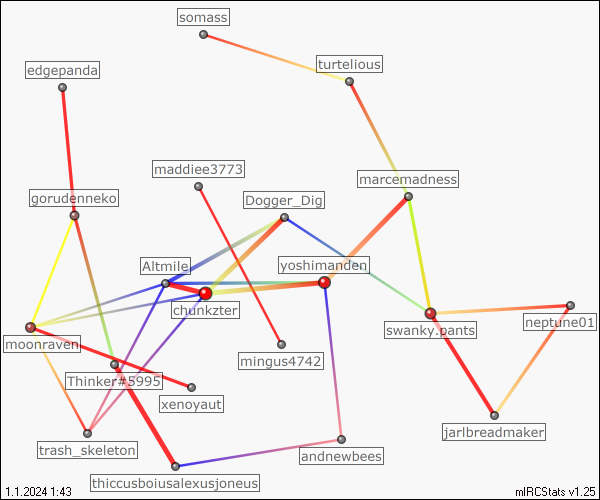 somass
turtelious
edgepanda
maddiee3773
marcemadness
gorudenneko
Dogger_Dig
Altmile
yoshimanden
chunkzter
neptune01
swanky.pants
moonraven
mingus4742
Thinker#5995
xenoyaut
jarlbreadmaker
trash_skeleton
andnewbees
thiccusboiusalexusjoneus
1.1.2024 1:43
mIRCStats v1.25